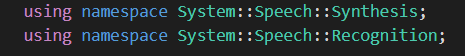 using namespace System::Speech::Synthesis;
using namespace System::Speech::Recognition;